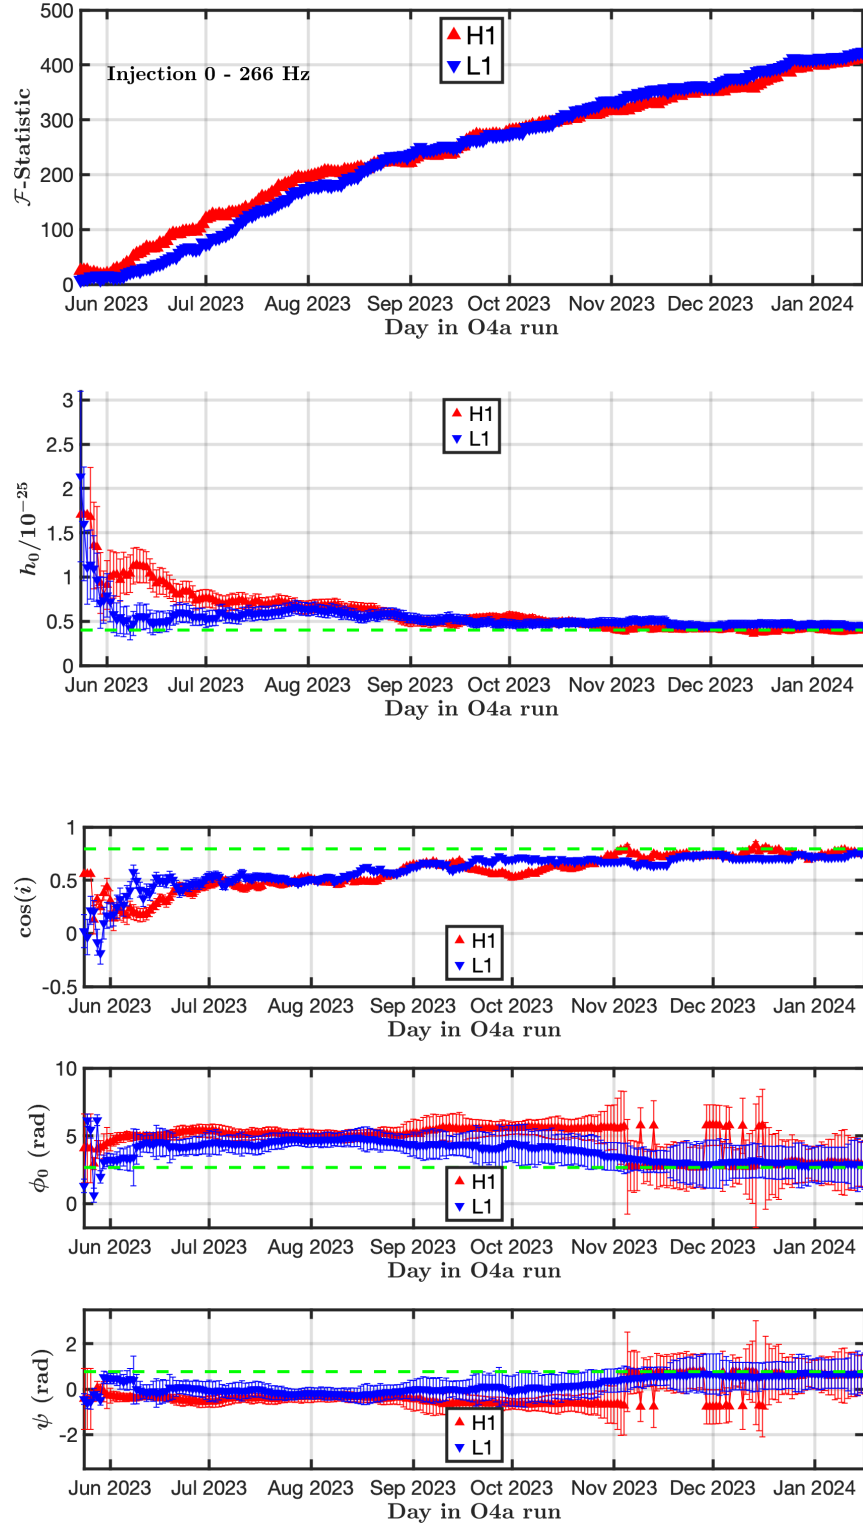 500
400
300
200
100
0
F-Statistic
Injection 0 - 266 Hz
H1
L1
Jun 2023 Jul 2023 Aug 2023 Sep 2023 Oct 2023 Nov 2023 Dec 2023 Jan 2024
Day in O4a run
3
2.5
2
1.5
1
0.5
0
h₀/10⁻²⁵
H1
L1
Jun 2023 Jul 2023 Aug 2023 Sep 2023 Oct 2023 Nov 2023 Dec 2023 Jan 2024
Day in O4a run
1
0.5
0
-0.5
cos(i)
H1
L1
Jun 2023 Jul 2023 Aug 2023 Sep 2023 Oct 2023 Nov 2023 Dec 2023 Jan 2024
Day in O4a run
10
5
0
ϕ₀ (rad)
H1
L1
Jun 2023 Jul 2023 Aug 2023 Sep 2023 Oct 2023 Nov 2023 Dec 2023 Jan 2024
Day in O4a run
2
0
-2
ψ (rad)
H1
L1
Jun 2023 Jul 2023 Aug 2023 Sep 2023 Oct 2023 Nov 2023 Dec 2023 Jan 2024
Day in O4a run